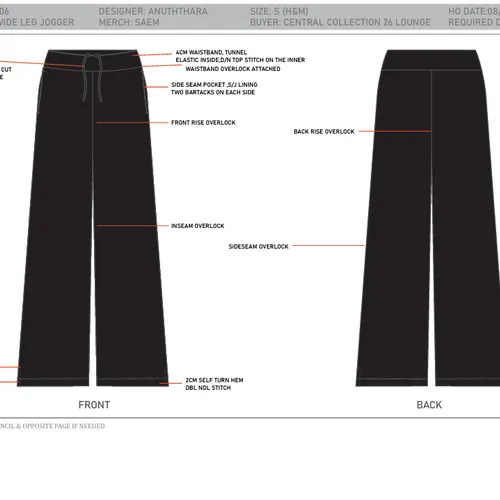 06 DESIGNER: ANUTHTHARA SIZE: S (H&M) HO DATE:08/
WIDE LEG JOGGER MERCH: SAEM BUYER: CENTRAL COLLECTION 26 LOUNGE REQUIRED D
4CM WAISTBAND, TUNNEL
ELASTIC INSIDE,D/N TOP STITCH ON THE INNER
CUT
WAISTBAND OVERLOCK ATTACHED
E
SIDE SEAM POCKET ,S/J LINING
TWO BARTACKS ON EACH SIDE
FRONT RISE OVERLOCK
BACK RISE OVERLOCK
INSEAM OVERLOCK
SIDESEAM OVERLOCK
2CM SELF TURN HEM
DBL NDL STITCH
FRONT
BACK
NCIL & OPPOSITE PAGE IF NEEDED